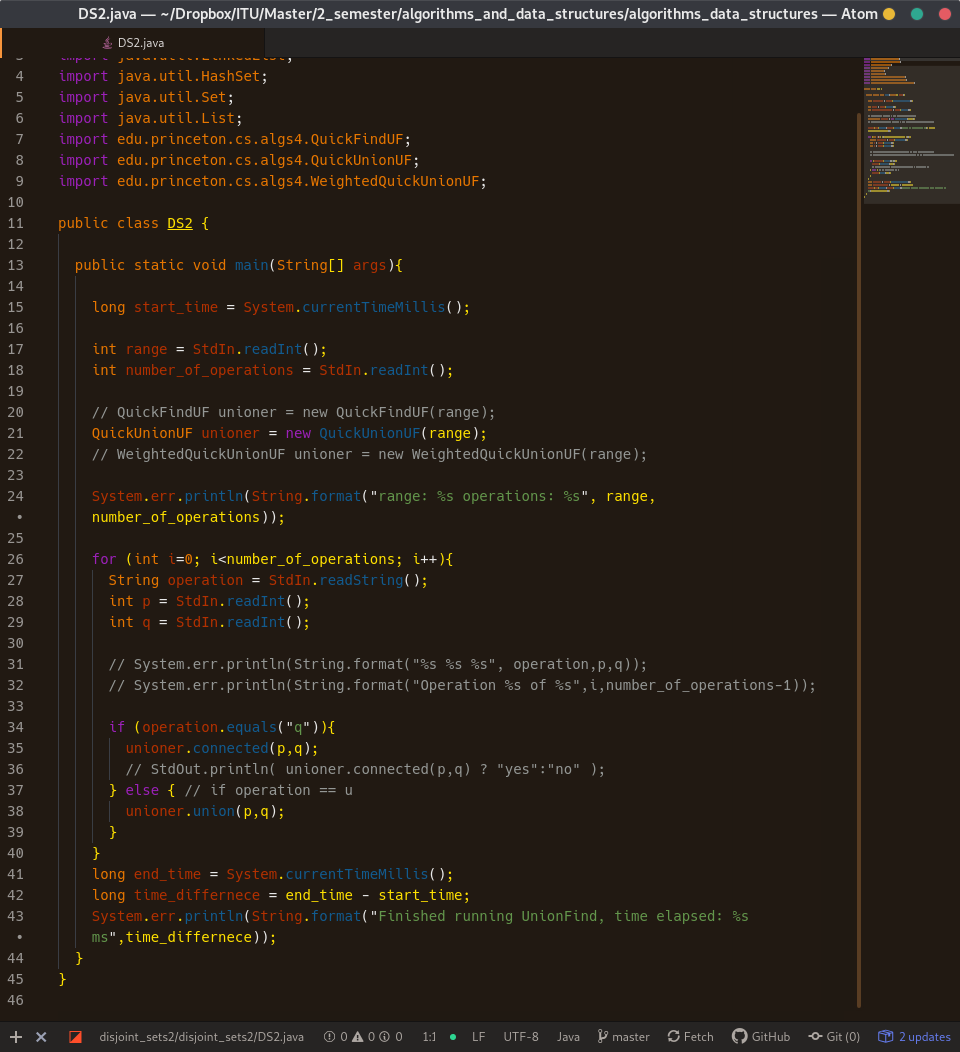 DS2.java — ~/Dropbox/ITU/Master/2_semester/algorithms_and_data_structures/algorithms_data_structures — Atom
DS2.java
3 import java.util.LinkedList;
4 import java.util.HashSet;
5 import java.util.Set;
6 import java.util.List;
7 import edu.princeton.cs.algs4.QuickFindUF;
8 import edu.princeton.cs.algs4.QuickUnionUF;
9 import edu.princeton.cs.algs4.WeightedQuickUnionUF;
10
11 public class DS2 {
12
13 public static void main(String[] args){
14
15 long start_time = System.currentTimeMillis();
16
17 int range = StdIn.readInt();
18 int number_of_operations = StdIn.readInt();
19
20 // QuickFindUF unioner = new QuickFindUF(range);
21 QuickUnionUF unioner = new QuickUnionUF(range);
22 // WeightedQuickUnionUF unioner = new WeightedQuickUnionUF(range);
23
24 System.err.println(String.format("range: %s operations: %s", range,
• number_of_operations));
25
26 for (int i=0; i<number_of_operations; i++){
27 String operation = StdIn.readString();
28 int p = StdIn.readInt();
29 int q = StdIn.readInt();
30
31 // System.err.println(String.format("%s %s %s", operation,p,q));
32 // System.err.println(String.format("Operation %s of %s",i,number_of_operations-1));
33
34 if (operation.equals("q")){
35 unioner.connected(p,q);
36 // StdOut.println( unioner.connected(p,q) ? "yes":"no" );
37 } else { // if operation == u
38 unioner.union(p,q);
39 }
40 }
41 long end_time = System.currentTimeMillis();
42 long time_differnece = end_time - start_time;
43 System.err.println(String.format("Finished running UnionFind, time elapsed: %s
• ms",time_differnece));
44 }
45 }
46
disjoint_sets2/disjoint_sets2/DS2.java 0 0 0 1:1 LF UTF-8 Java master Fetch GitHub Git (0) 2 updates